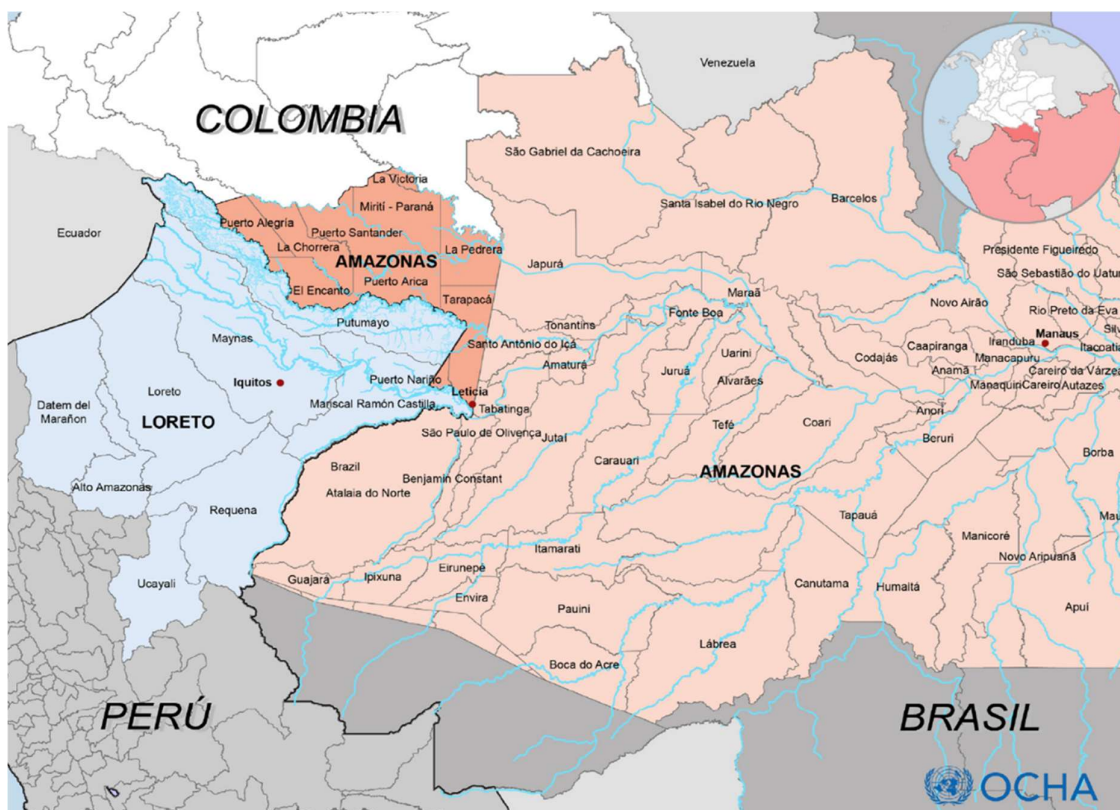 Venezuela
COLOMBIA
São Gabriel da Cachoeira
La Victoria
Mirití - Paraná
Santa Isabel do Rio Negro
Barcelos
Puerto Alegría
Puerto Santander
Ecuador
La Chorrera
La Pedrera
Presidente Figueiredo
AMAZONAS
Japurá
São Sebastião do Uatum
El Encanto
Puerto Arica
Tarapacá
Maraã
Novo Airão
Rio Preto da Eva
Fonte Boa
Putumayo
Tonantins
Manaus
Silv
Maynas
Santo Antônio do Içá
Iranduba
Itacoatia
Uarini
Codajás
Caapiranga
Manacapuru
Amaturá
Juruá
Anamã
Careiro da Várzea
Iquitos
Puerto Nariño
Alvarães
Manaquiri
Careiro
Autazes
Loreto
Leticia
Datem del
Marañon
Mariscal Ramón Castilla
Tabatinga
Anori
LORETO
Tefé
Coari
São Paulo de Olivença
Jutaí
Beruri
Brazil
Carauari
AMAZONAS
Borba
Atalaia do Norte
Benjamin Constant
Alto Amazonas
Requena
Tapauá
Mau
Itamarati
Manicoré
Novo Aripuanã
Guajará
Ipixuna
Eirunepé
Ucayali
Canutama
Humaitá
Envira
Pauini
Apuí
Lábrea
Boca do Acre
PERÚ
BRASIL
OCHA